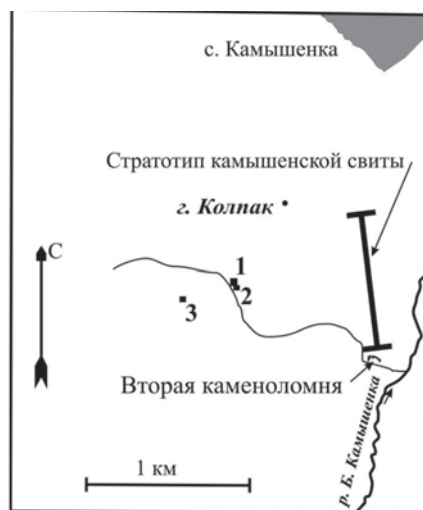 с. Камышенка
Стратотип камышенской свиты
г. Колпак
С
1
2
3
Вторая каменоломня
р. Б. Камышенка
1 км